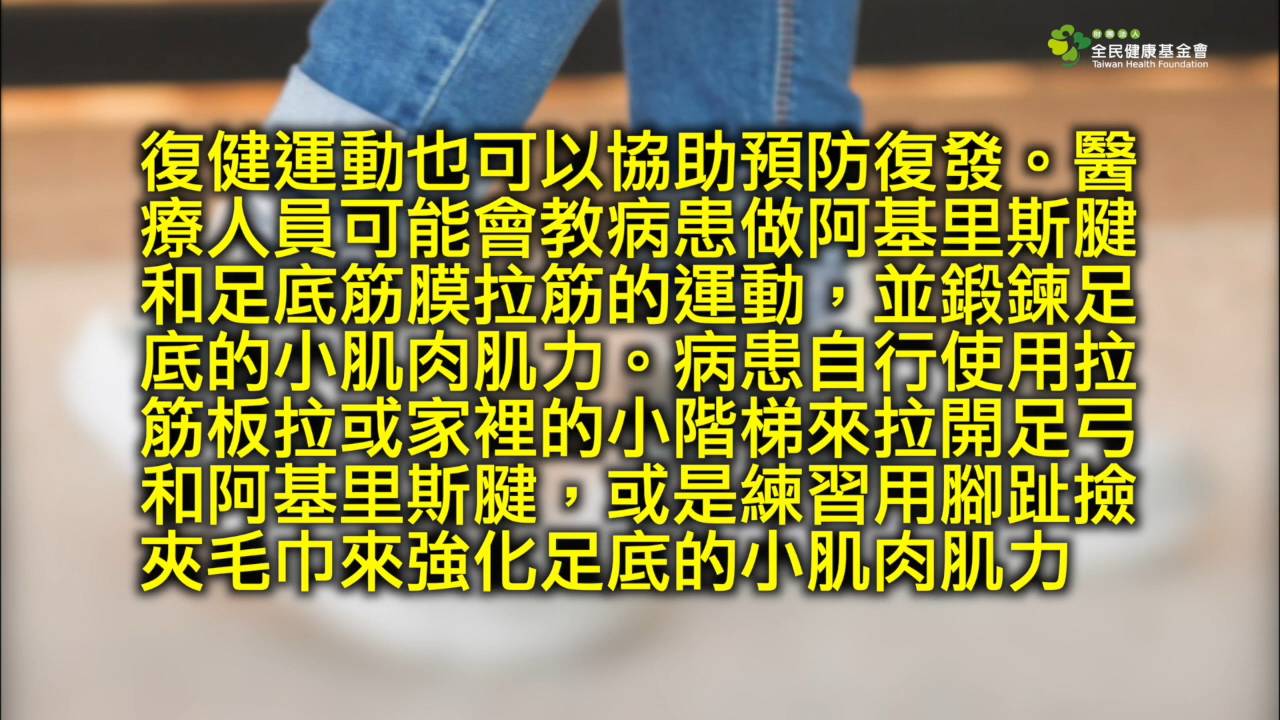 財團法人
全民健康基金會
Taiwan Health Foundation
復健運動也可以協助預防復發。醫
療人員可能會教病患做阿基里斯腱
和足底筋膜拉筋的運動，並鍛鍊足
底的小肌肉肌力。病患自行使用拉
筋板拉或家裡的小階梯來拉開足弓
和阿基里斯腱，或是練習用腳趾撿
夾毛巾來強化足底的小肌肉肌力